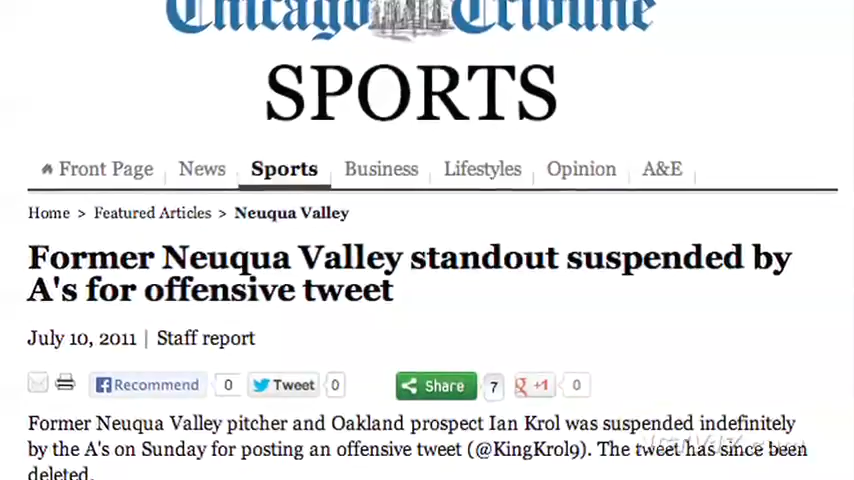 Chicago Tribune
SPORTS
Front Page News Sports Business Lifestyles Opinion A&E
Home > Featured Articles > Neuqua Valley
Former Neuqua Valley standout suspended by
A's for offensive tweet
July 10, 2011 | Staff report
Recommend 0 Tweet 0 Share 7 g +1 0
Former Neuqua Valley pitcher and Oakland prospect Ian Krol was suspended indefinitely
by the A's on Sunday for posting an offensive tweet (@KingKrol9). The tweet has since been
deleted.